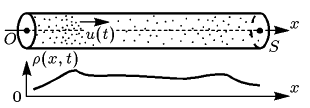 O u(t) S x
ρ(x, t)
0 x